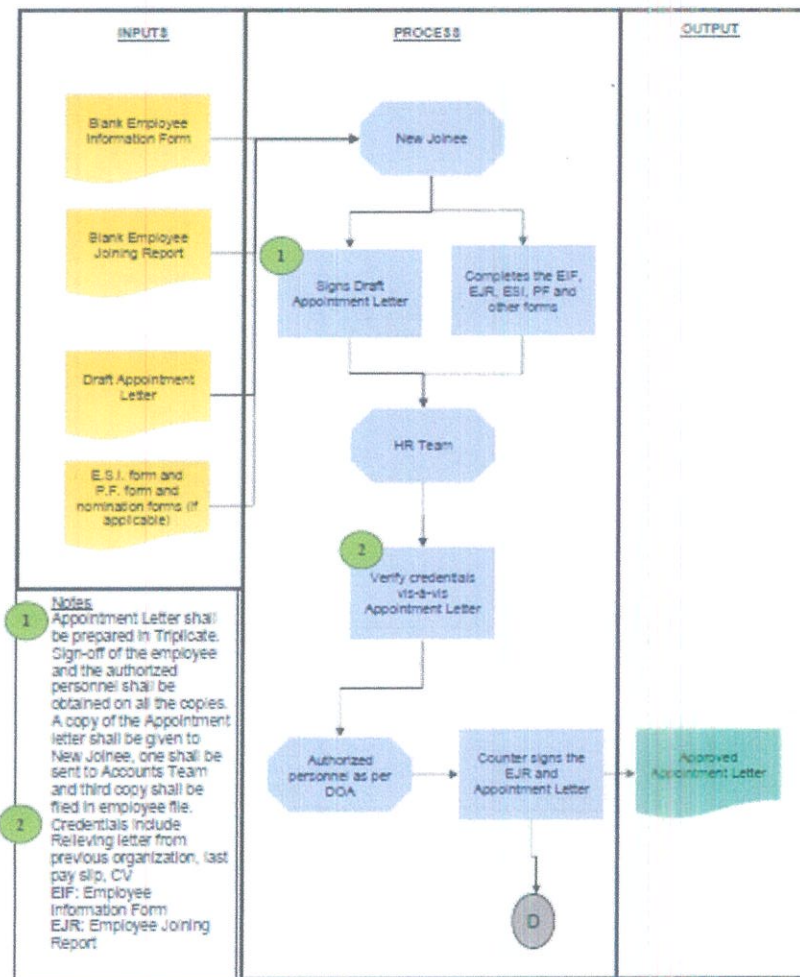 INPUTS
PROCESS
OUTPUT
Blank Employee
Information Form
New Joinee
Blank Employee
Joining Report
1
Signs Draft
Appointment Letter
Completes the EIF,
EJR, ESI, PF and
other forms
Draft Appointment
Letter
HR Team
E.S.I. form and
P.F. form and
nomination forms (if
applicable)
2
Verify credentials
vis-a-vis
Appointment Letter
Authorized
personnel as per
DOA
Counter signs the
EJR and
Appointment Letter
Approved
Appointment Letter
D
Notes
1
Appointment Letter shall
be prepared in Triplicate.
Sign-off of the employee
and the authorized
personnel shall be
obtained on all the copies.
A copy of the Appointment
letter shall be given to
New Joinee, one shall be
sent to Accounts Team
and third copy shall be
filed in employee file.
2
Credentials include
Relieving letter from
previous organization, last
pay slip, CV
EIF: Employee
Information Form
EJR: Employee Joining
Report